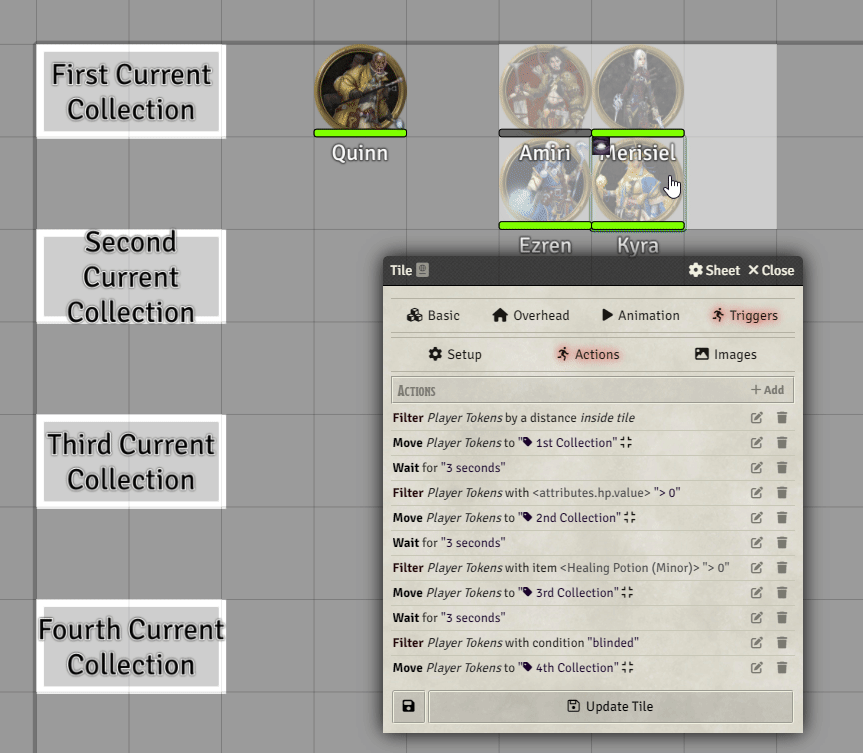 First Current
Collection
Quinn
Amiri
Merisiel
Ezren
Kyra
Second
Current
Collection
Third Current
Collection
Fourth Current
Collection
Tile
Sheet
Close
Basic
Overhead
Animation
Triggers
Setup
Actions
Images
Actions
+ Add
Filter Player Tokens by a distance inside tile
Move Player Tokens to "1st Collection"
Wait for "3 seconds"
Filter Player Tokens with <attributes.hp.value> "> 0"
Move Player Tokens to "2nd Collection"
Wait for "3 seconds"
Filter Player Tokens with item <Healing Potion (Minor)> "> 0"
Move Player Tokens to "3rd Collection"
Wait for "3 seconds"
Filter Player Tokens with condition "blinded"
Move Player Tokens to "4th Collection"
Update Tile